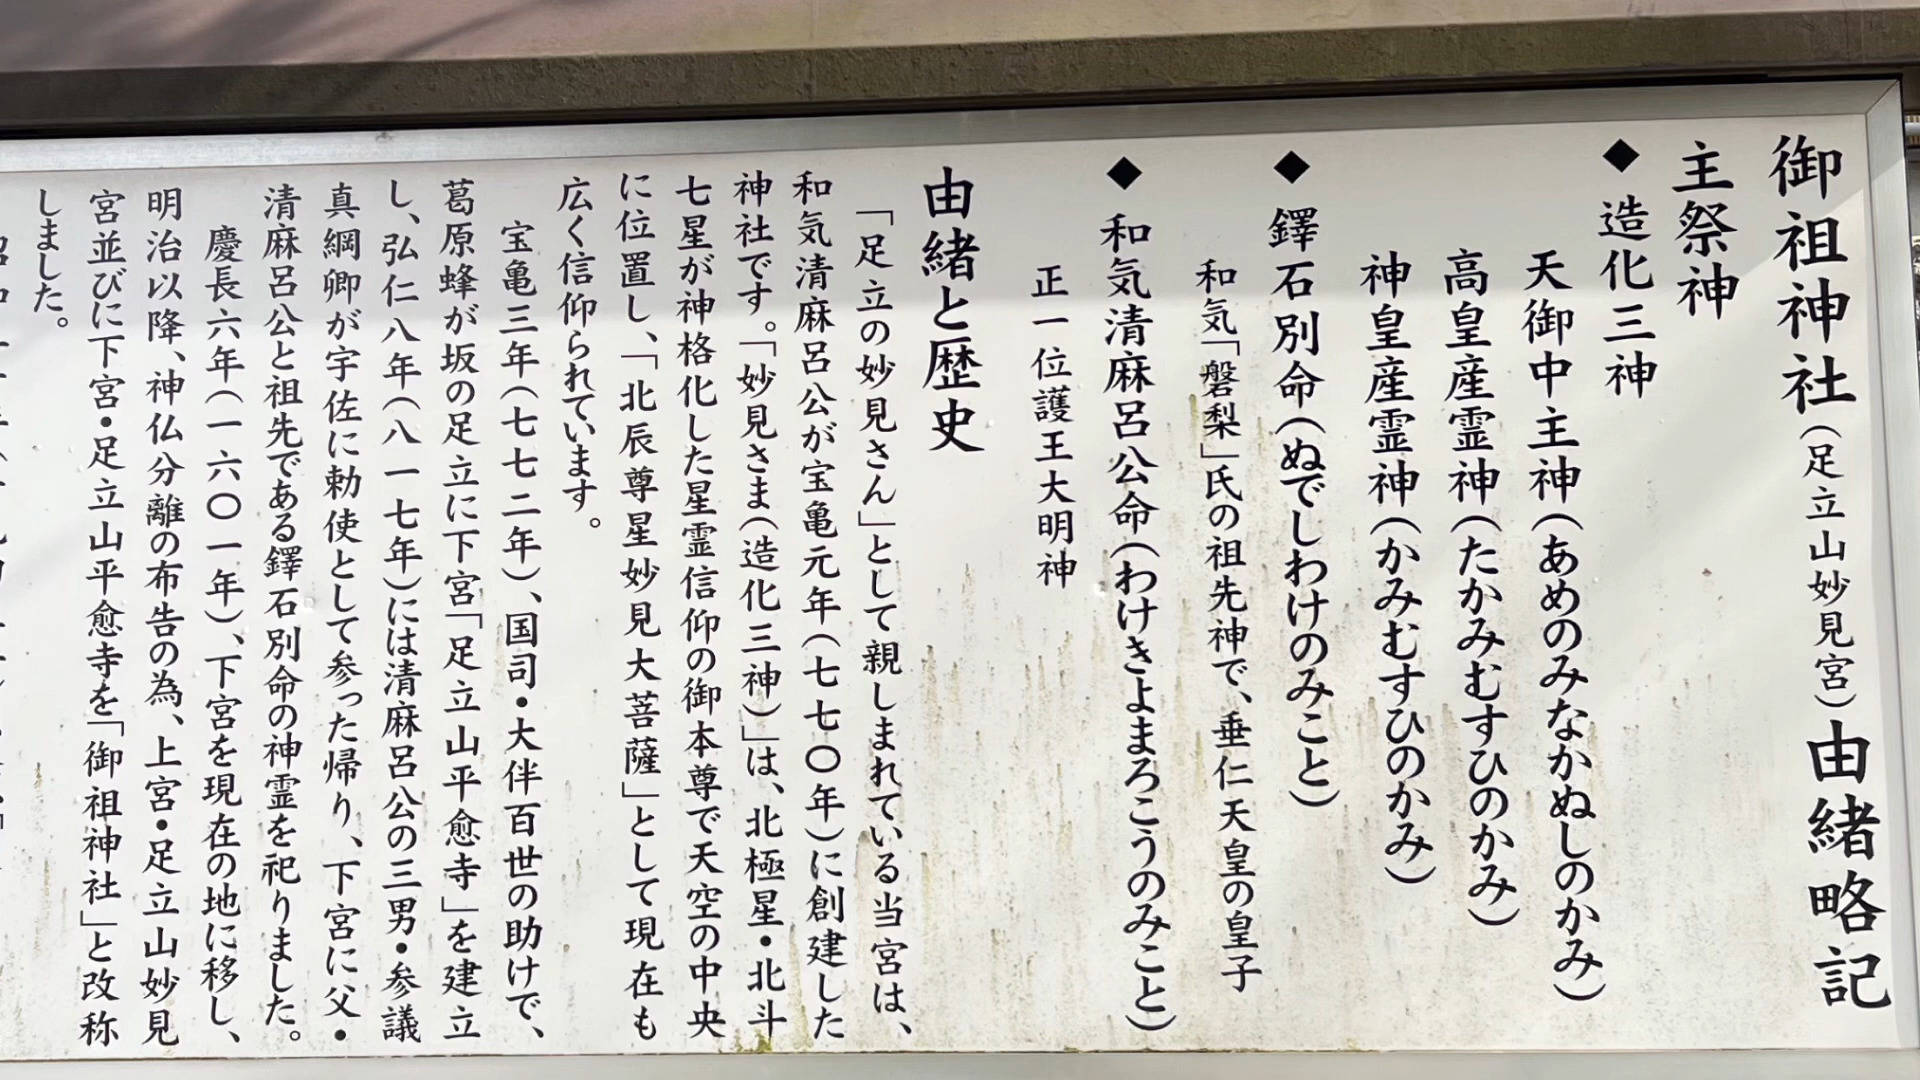 御祖神社(足立山妙見宮)由緒略記
主祭神
◆造化三神
天御中主神(あめのみなかぬしのかみ)
高皇産霊神(たかみむすひのかみ)
神皇産霊神(かみむすひのかみ)
◆鐸石別命(ぬでしわけのみこと)
和気「磐梨」氏の祖先神で、垂仁天皇の皇子
◆和気清麻呂公命(わけきよまろこうのみこと)
正一位護王大明神
由緒と歴史
「足立の妙見さん」として親しまれている当宮は、
和気清麻呂公が宝亀元年(七七〇年)に創建した
神社です。「妙見さま(造化三神)」は、北極星・北斗
七星が神格化した星霊信仰の御本尊で天空の中央
に位置し、「北辰尊星妙見大菩薩」として現在も
広く信仰られています。
宝亀三年(七七二年)、国司・大伴百世の助けで、
葛原蜂が坂の足立に下宮「足立山平愈寺」を建立
し、弘仁八年(八一七年)には清麻呂公の三男・参議
真綱卿が宇佐に勅使として参った帰り、下宮に父・
清麻呂公と祖先である鐸石別命の神霊を祀りました。
慶長六年(一六〇一年)、下宮を現在の地に移し、
明治以降、神仏分離の布告の為、上宮・足立山妙見
宮並びに下宮・足立山平愈寺を「御祖神社」と改称
しました。